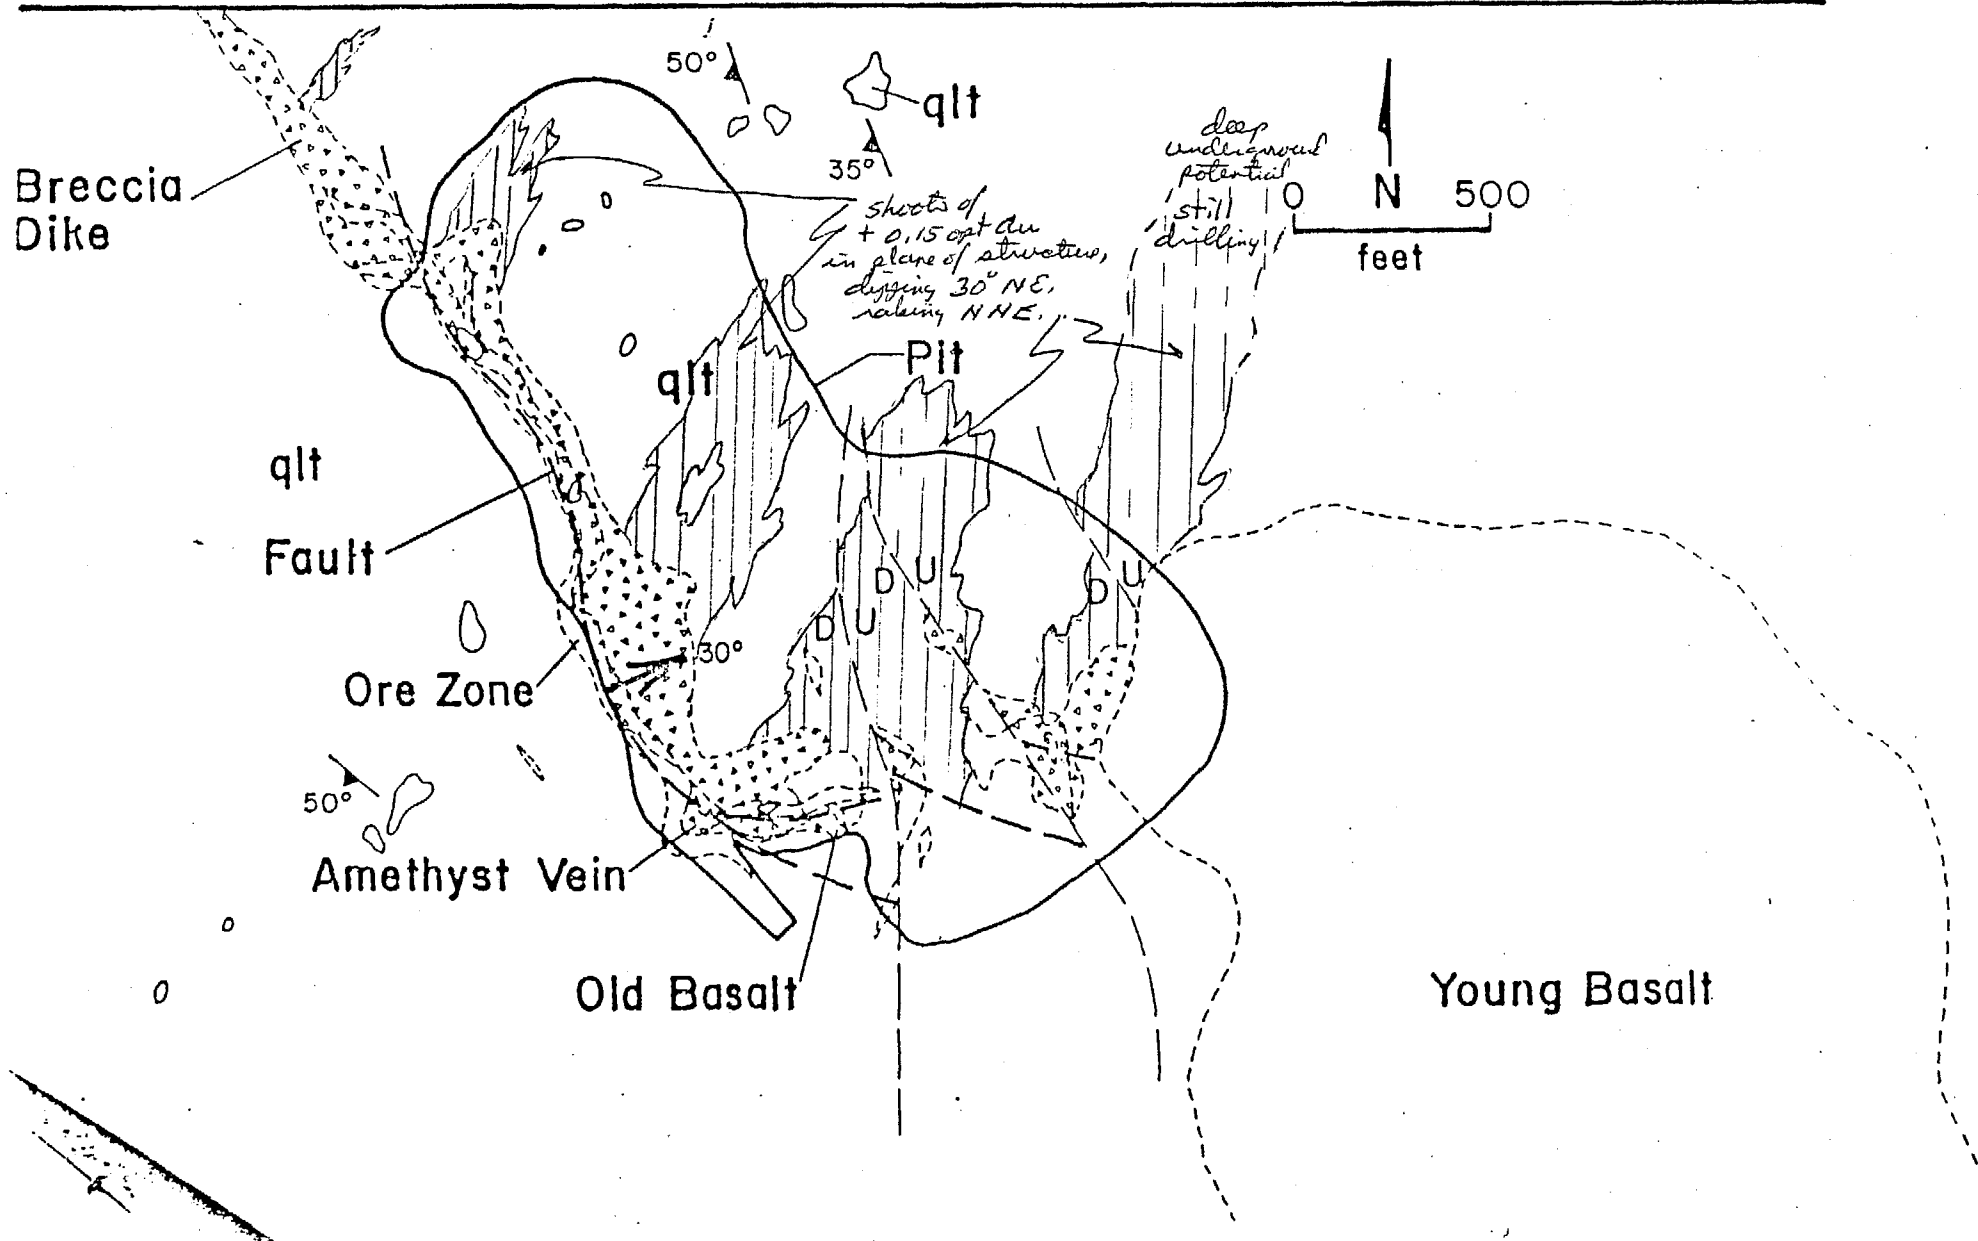 50°
qlt
35°
deep
underground
potential
still
drilling
N
0 500
feet
Breccia
Dike
shoots of
+ 0.15 opt Au
in plane of structure,
dipping 30° NE,
raking NNE.
Pit
qlt
qlt
Fault
D U
D U
D U
30°
Ore Zone
50°
Amethyst Vein
Old Basalt
Young Basalt